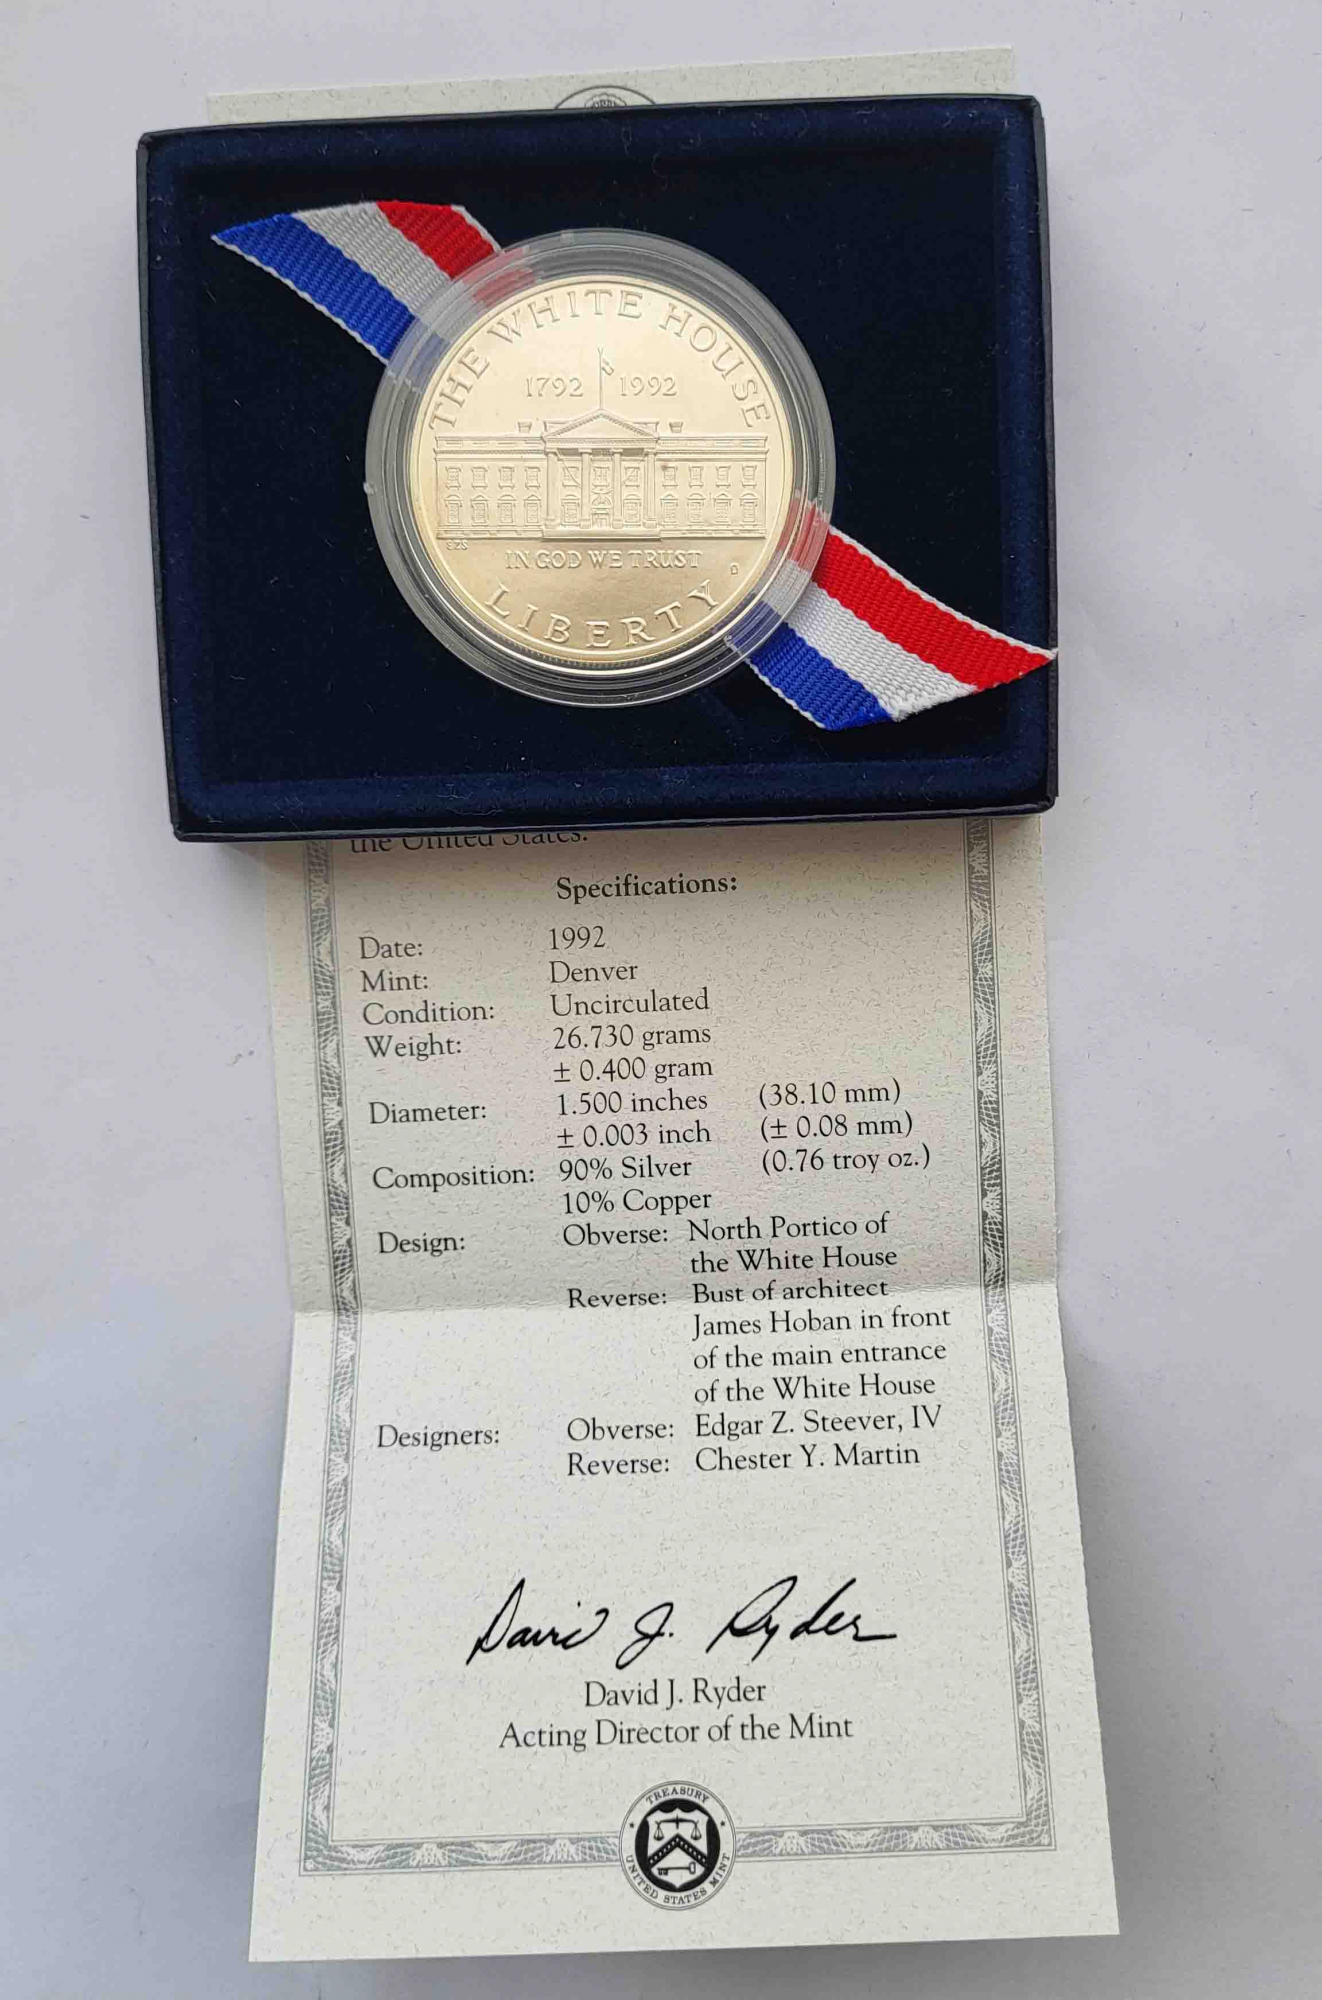 THE WHITE HOUSE
1792 1992
EZS
IN GOD WE TRUST
D
LIBERTY
the United States.
Specifications:
Date: 1992
Mint: Denver
Condition: Uncirculated
Weight: 26.730 grams
± 0.400 gram
Diameter: 1.500 inches (38.10 mm)
± 0.003 inch (± 0.08 mm)
Composition: 90% Silver (0.76 troy oz.)
10% Copper
Design: Obverse: North Portico of
the White House
Reverse: Bust of architect
James Hoban in front
of the main entrance
of the White House
Designers: Obverse: Edgar Z. Steever, IV
Reverse: Chester Y. Martin
David J. Ryder
David J. Ryder
Acting Director of the Mint
TREASURY
UNITED STATES MINT